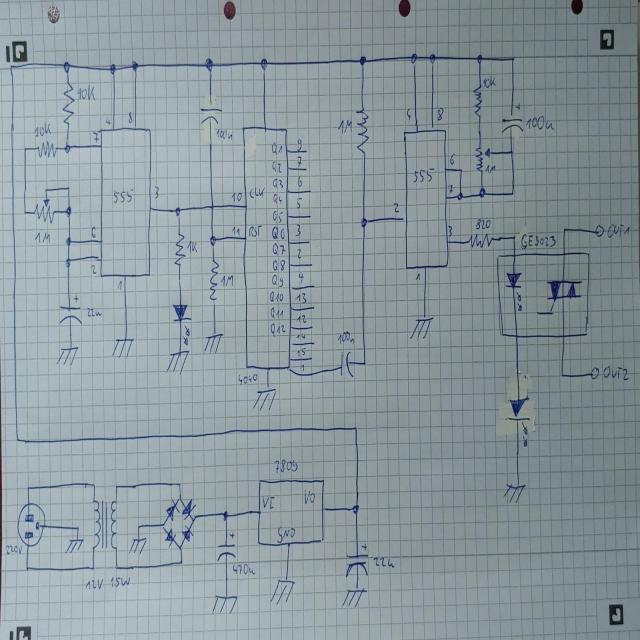 10K
4
8
10K
7
555
3
1M
6
2
22u
1
1K
100n
10
CLK
11
RST
1M
4040
Q1
9
Q2
7
Q3
6
Q4
5
Q5
Q6
3
Q7
2
Q8
Q9
4
Q10
13
Q11
12
Q12
14
15
1
100n
1M
2
4
8
555
6
7
3
1
10K
1M
100u
820
GE3023
OUT1
OUT2
220V
12V 15W
470u
7805
VI
VO
GND
22u